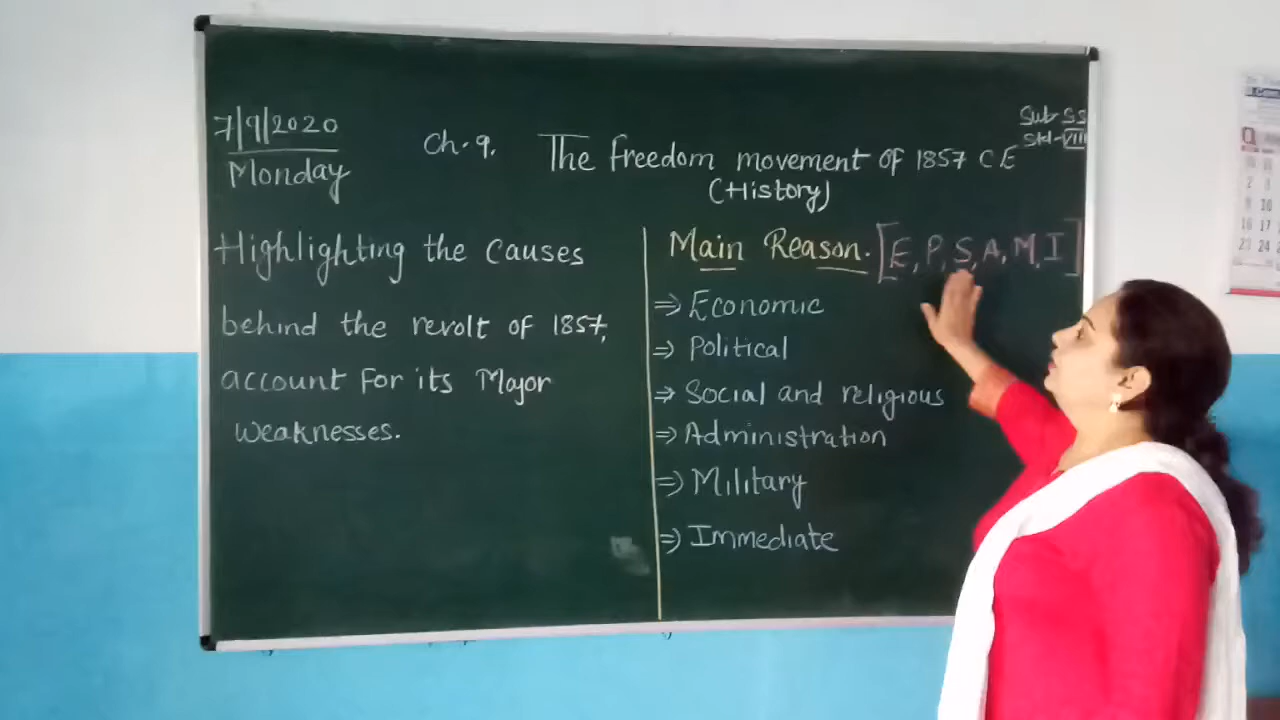 7/9/2020
Monday
Ch-9. The freedom movement of 1857 CE
(History)
Sub-SS
Std-VIII
Highlighting the causes
behind the revolt of 1857,
account for its Major
weaknesses.
Main Reason. [E, P, S, A, M, I]
⇒ Economic
⇒ Political
⇒ Social and religious
⇒ Administration
⇒ Military
⇒ Immediate